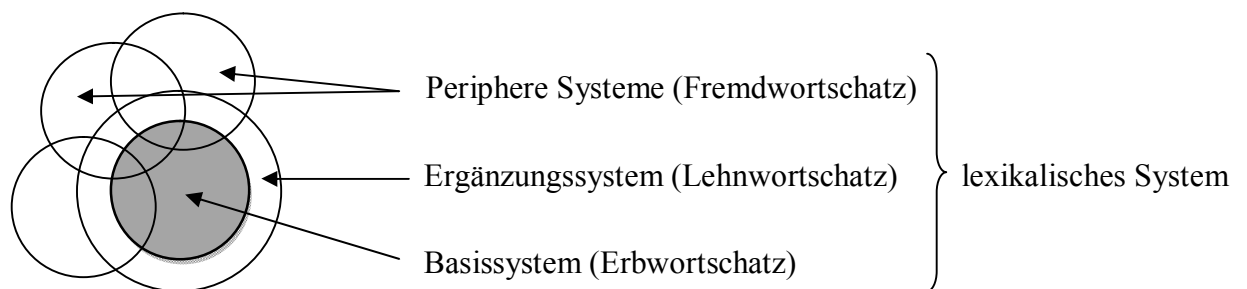 Periphere Systeme (Fremdwortschatz)
Ergänzungssystem (Lehnwortschatz)
lexikalisches System
Basissystem (Erbwortschatz)